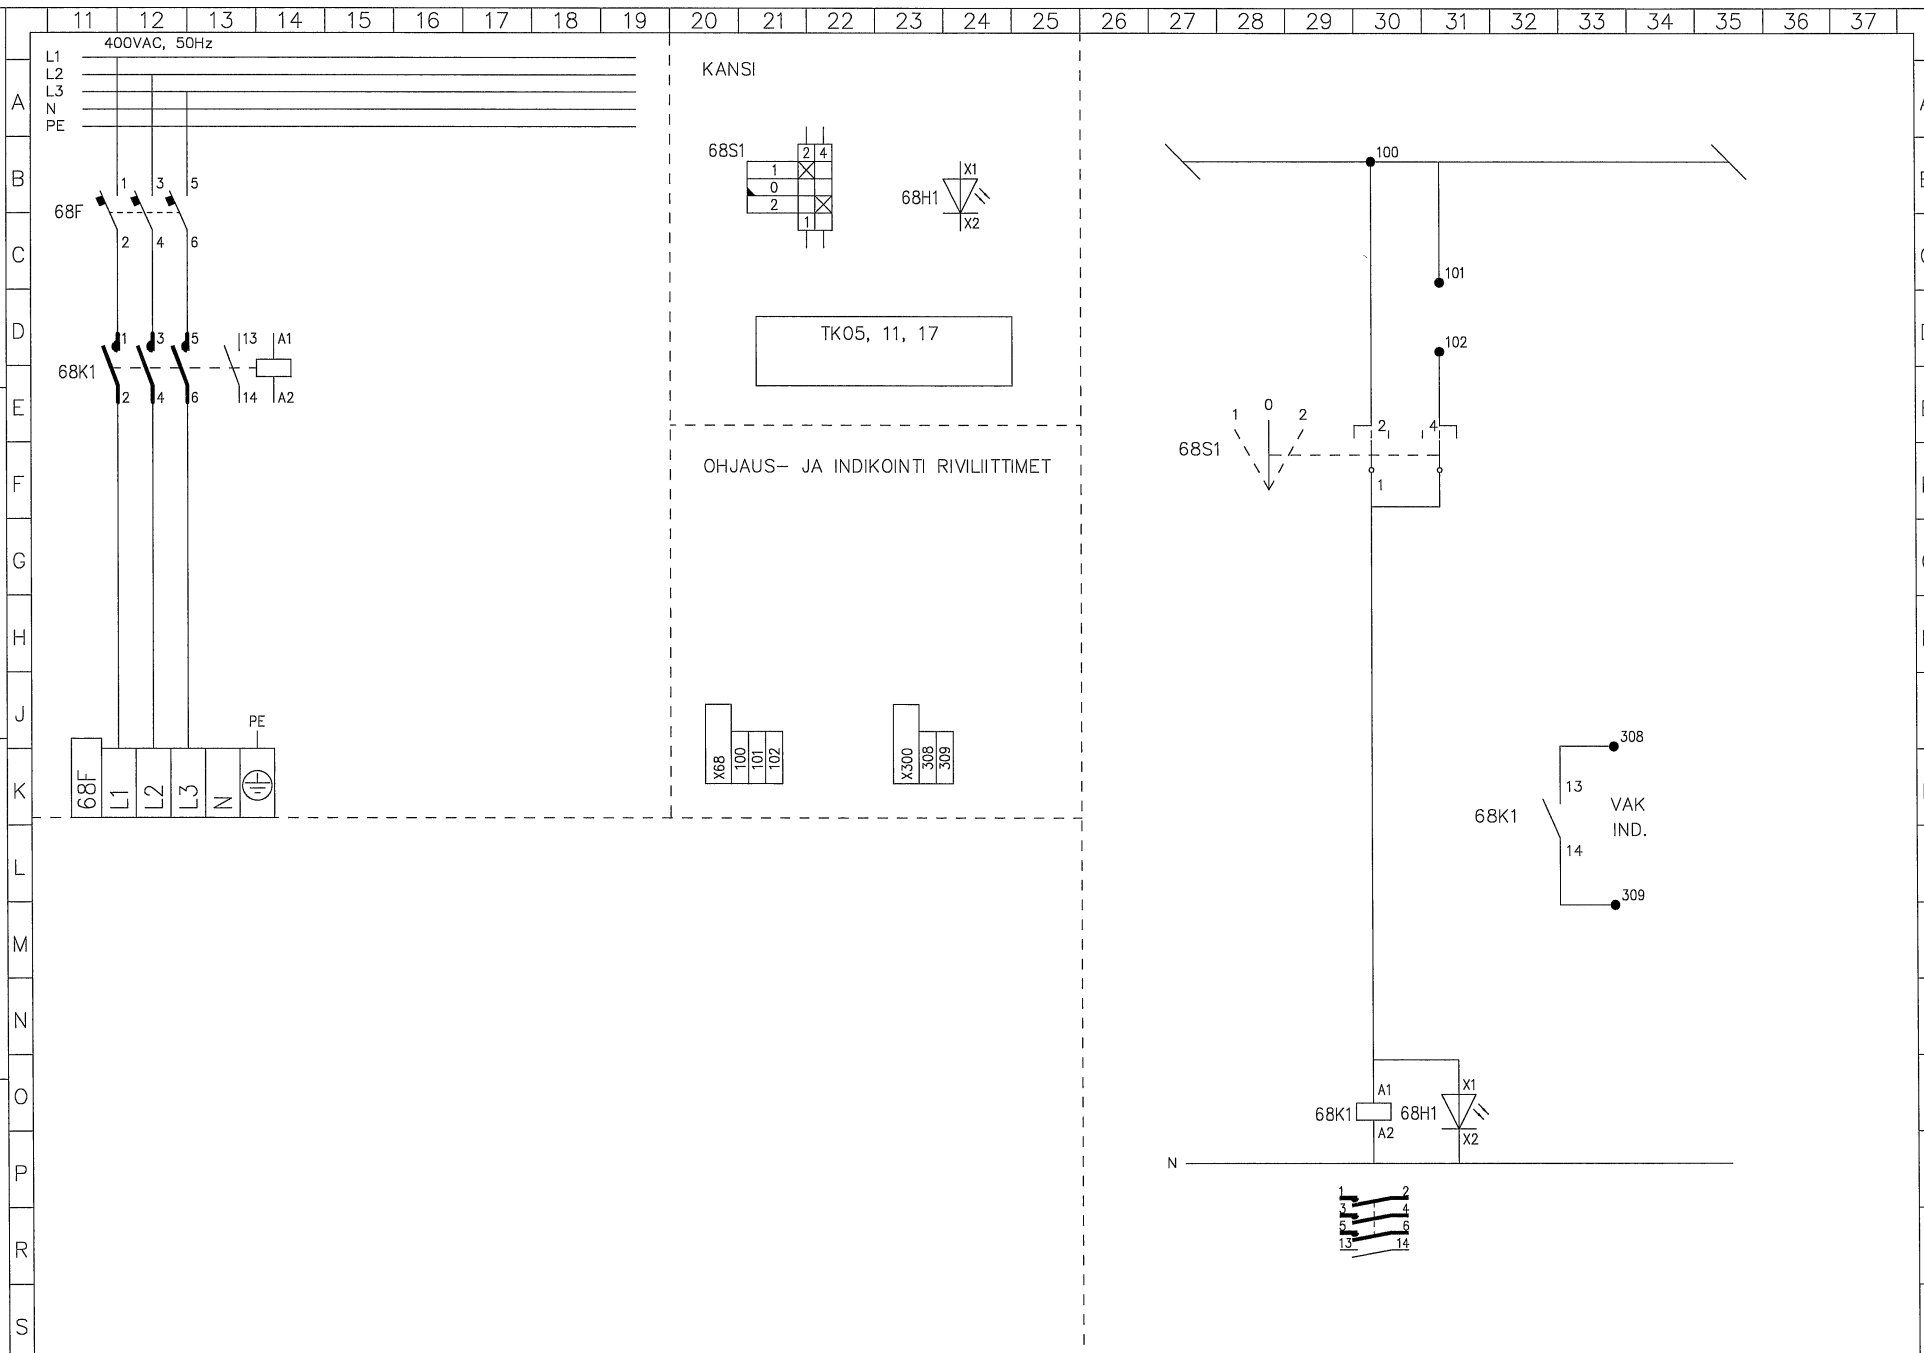 11 12 13 14 15 16 17 18 19 20 21 22 23 24 25 26 27 28 29 30 31 32 33 34 35 36 37
400VAC, 50Hz
L1
L2
L3
N
PE
A
B
C
D
E
F
G
H
J
K
L
M
N
O
P
R
S
68F
1 3 5
2 4 6
68K1
1 3 5 13 A1
2 4 6 14 A2
PE
68F L1 L2 L3 N
KANSI
68S1
2 4
1
0
2
1
68H1
X1
X2
TK05, 11, 17
OHJAUS- JA INDIKOINTI RIVILIITTIMET
X68 100 101 102
X300 308 309
100
101
102
68S1
1 0 2
2 4
1
308
13
68K1
VAK
IND.
14
309
68K1
A1
A2
68H1
X1
X2
N
1 2
3 4
5 6
13 14